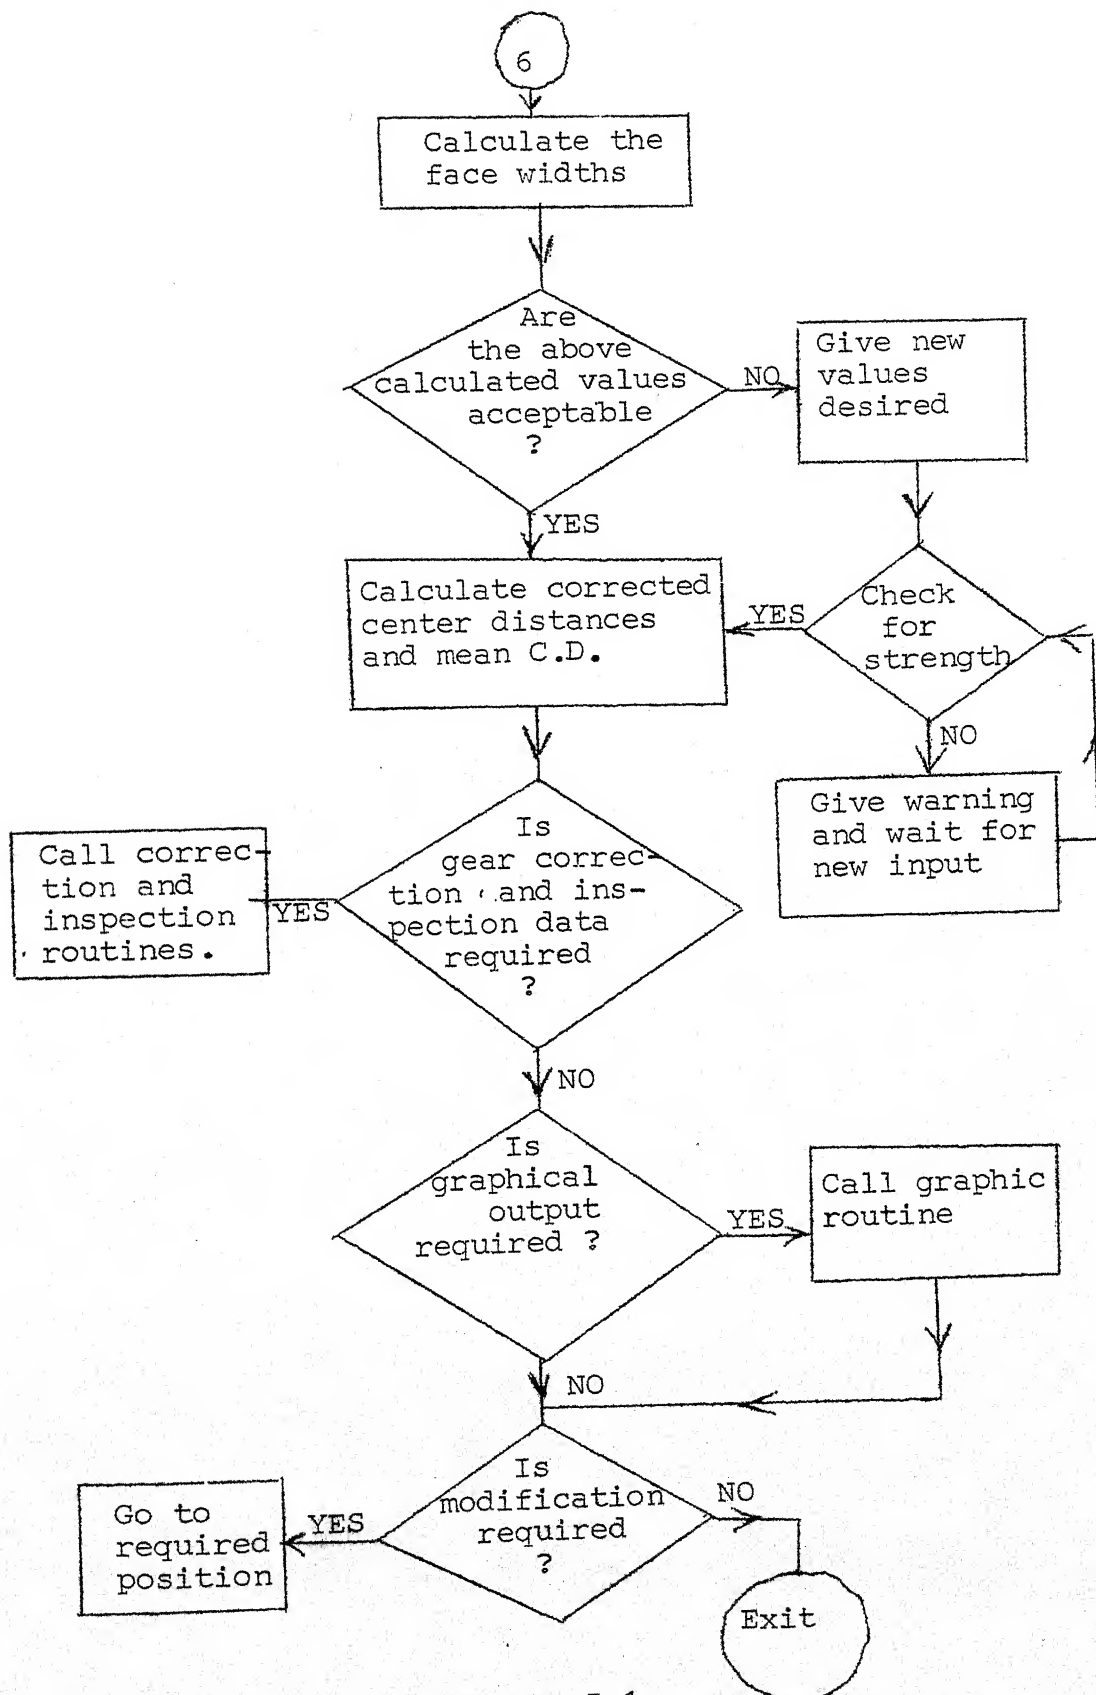 6
Calculate the
face widths
Are
the above
calculated values
acceptable
?
NO
Give new
values
desired
YES
Calculate corrected
center distances
and mean C.D.
YES
Check
for
strength
NO
Give warning
and wait for
new input
Is
gear correc-
tion and ins-
pection data
required
?
YES
Call correc-
tion and
inspection
routines.
NO
Is
graphical
output
required ?
YES
Call graphic
routine
NO
Is
modification
required
?
YES
Go to
required
position
NO
Exit